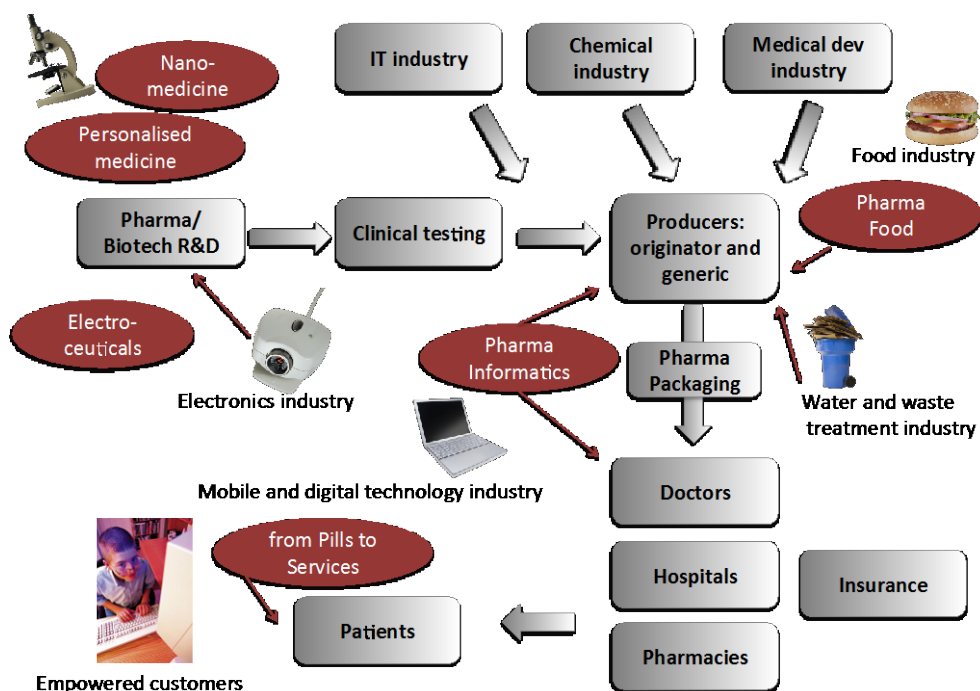 Nano-
medicine
IT industry
Chemical
industry
Medical dev
industry
Personalised
medicine
Food industry
Pharma/
Biotech R&D
Clinical testing
Producers:
originator and
generic
Pharma
Food
Electro-
ceuticals
Pharma
Informatics
Pharma
Packaging
Electronics industry
Water and waste
treatment industry
Mobile and digital technology industry
Doctors
from Pills to
Services
Hospitals
Insurance
Patients
Pharmacies
Empowered customers